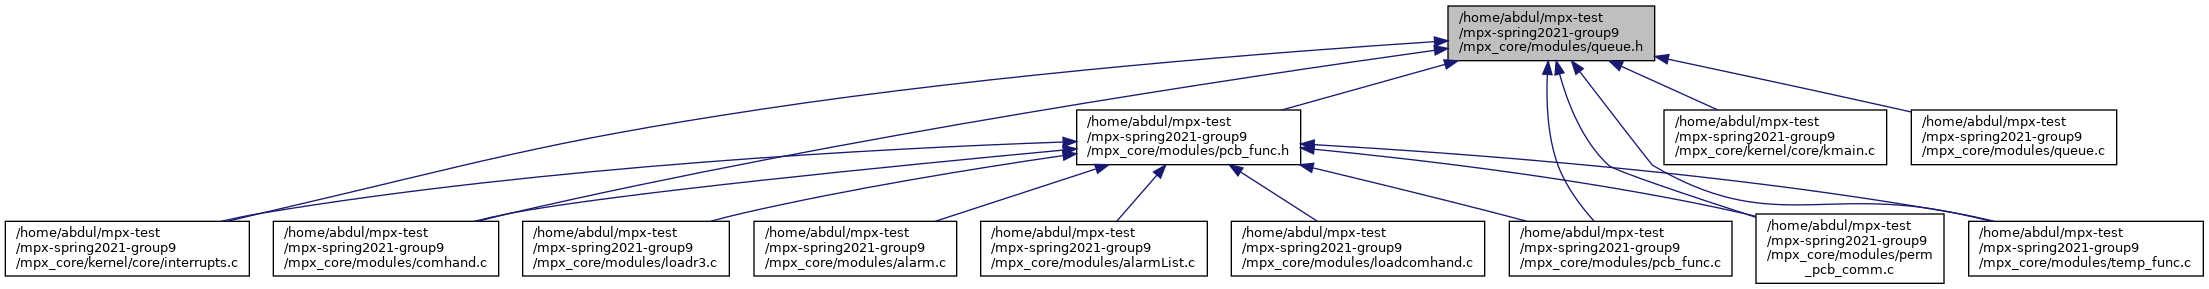 /home/abdul/mpx-test
/mpx-spring2021-group9
/mpx_core/modules/queue.h
/home/abdul/mpx-test
/mpx-spring2021-group9
/mpx_core/modules/pcb_func.h
/home/abdul/mpx-test
/mpx-spring2021-group9
/mpx_core/kernel/core/kmain.c
/home/abdul/mpx-test
/mpx-spring2021-group9
/mpx_core/modules/queue.c
/home/abdul/mpx-test
/mpx-spring2021-group9
/mpx_core/kernel/core/interrupts.c
/home/abdul/mpx-test
/mpx-spring2021-group9
/mpx_core/modules/comhand.c
/home/abdul/mpx-test
/mpx-spring2021-group9
/mpx_core/modules/loadr3.c
/home/abdul/mpx-test
/mpx-spring2021-group9
/mpx_core/modules/alarm.c
/home/abdul/mpx-test
/mpx-spring2021-group9
/mpx_core/modules/alarmList.c
/home/abdul/mpx-test
/mpx-spring2021-group9
/mpx_core/modules/loadcomhand.c
/home/abdul/mpx-test
/mpx-spring2021-group9
/mpx_core/modules/pcb_func.c
/home/abdul/mpx-test
/mpx-spring2021-group9
/mpx_core/modules/perm
_pcb_comm.c
/home/abdul/mpx-test
/mpx-spring2021-group9
/mpx_core/modules/temp_func.c